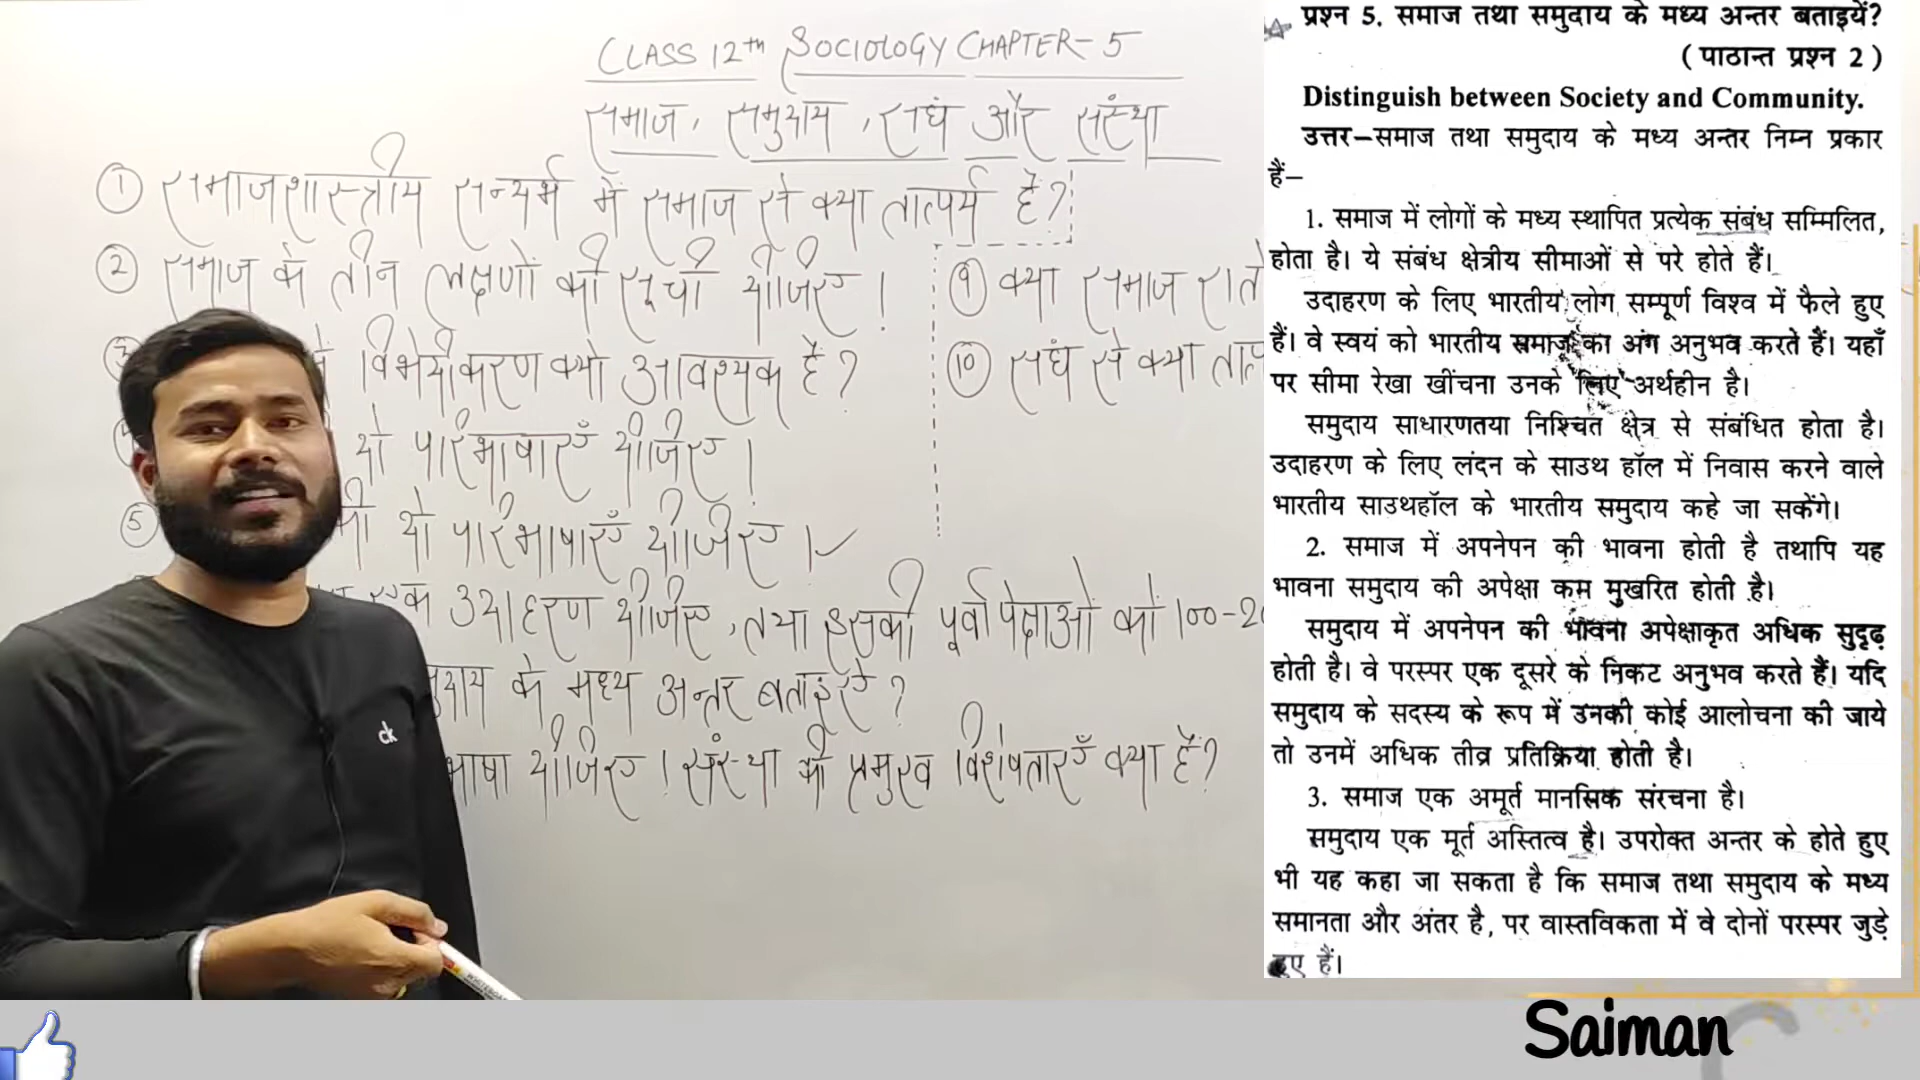 CLASS 12th SOCIOLOGY CHAPTER-5
समाज, समुदाय, संघ और संस्था
① समाजशास्त्रीय सन्दर्भ में समाज से क्या तात्पर्य है?
② समाज के तीन लक्षणों की सूची दीजिए।
विभेदीकरण क्यों आवश्यक है?
दो परिभाषाएँ दीजिए।
⑤ की दो परिभाषाएँ दीजिए।
एक उदाहरण दीजिए, तथा इसकी पूर्वापेक्षाओं को 100-20
के मध्य अन्तर बताइए?
दीजिए। संस्था की प्रमुख विशेषताएँ क्या हैं?
⑨ क्या समाज
⑩ संघ से क्या
ck
प्रश्न 5. समाज तथा समुदाय के मध्य अन्तर बताइयें?
(पाठान्त प्रश्न 2)
Distinguish between Society and Community.
उत्तर–समाज तथा समुदाय के मध्य अन्तर निम्न प्रकार
हैं–
1. समाज में लोगों के मध्य स्थापित प्रत्येक संबंध सम्मिलित,
होता है। ये संबंध क्षेत्रीय सीमाओं से परे होते हैं।
उदाहरण के लिए भारतीय लोग सम्पूर्ण विश्व में फैले हुए
हैं। वे स्वयं को भारतीय समाज का अंग अनुभव करते हैं। यहाँ
पर सीमा रेखा खींचना उनके लिए अर्थहीन है।
समुदाय साधारणतया निश्चित क्षेत्र से संबंधित होता है।
उदाहरण के लिए लंदन के साउथ हॉल में निवास करने वाले
भारतीय साउथहॉल के भारतीय समुदाय कहे जा सकेंगे।
2. समाज में अपनेपन की भावना होती है तथापि यह
भावना समुदाय की अपेक्षा कम मुखरित होती है।
समुदाय में अपनेपन की भावना अपेक्षाकृत अधिक सुदृढ़
होती है। वे परस्पर एक दूसरे के निकट अनुभव करते हैं। यदि
समुदाय के सदस्य के रूप में उनकी कोई आलोचना की जाये
तो उनमें अधिक तीव्र प्रतिक्रिया होती है।
3. समाज एक अमूर्त मानसिक संरचना है।
समुदाय एक मूर्त अस्तित्व है। उपरोक्त अन्तर के होते हुए
भी यह कहा जा सकता है कि समाज तथा समुदाय के मध्य
समानता और अंतर है, पर वास्तविकता में वे दोनों परस्पर जुड़े
हुए हैं।
Saiman